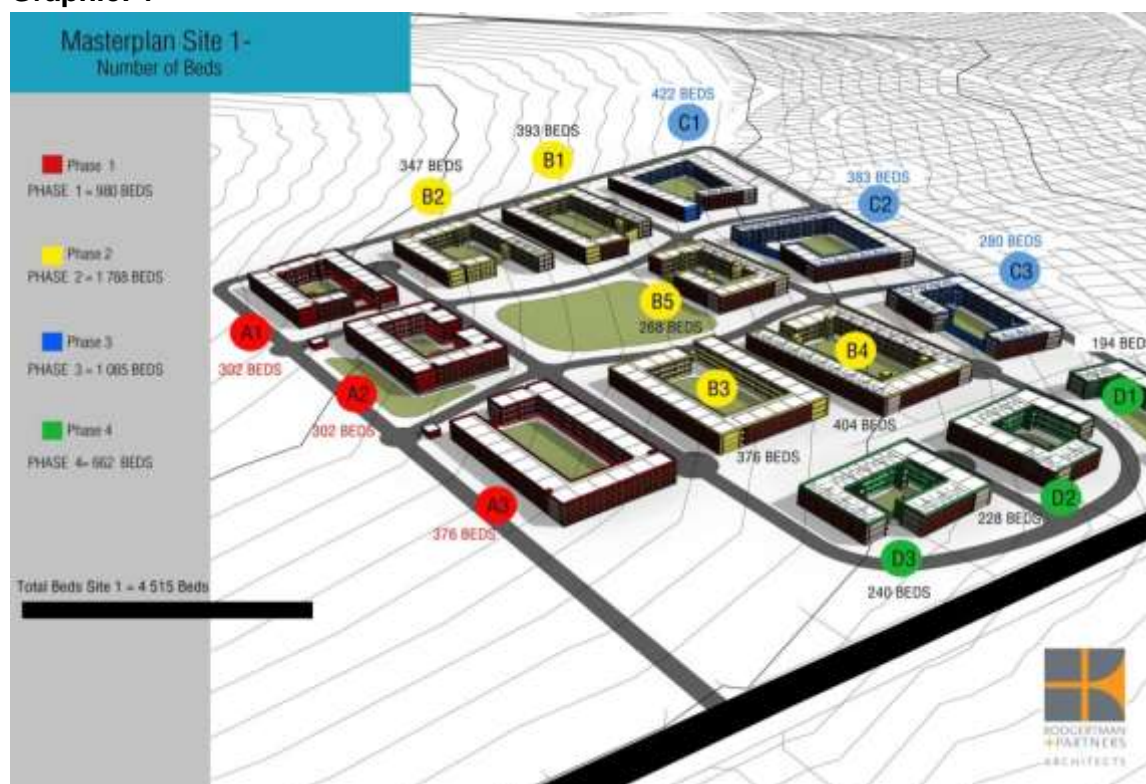 Masterplan Site 1-
Number of Beds
Phase 1
PHASE 1 = 980 BEDS
Phase 2
PHASE 2 = 1 788 BEDS
Phase 3
PHASE 3 = 1 085 BEDS
Phase 4
PHASE 4= 662 BEDS
Total Beds Site 1 = 4 515 Beds
422 BEDS
C1
393 BEDS
B1
347 BEDS
B2
383 BEDS
C2
280 BEDS
C3
B5
268 BEDS
A1
302 BEDS
A2
302 BEDS
B4
404 BEDS
B3
376 BEDS
194 BED
D1
A3
376 BEDS
D2
228 BEDS
D3
240 BEDS
BOOGERTMAN
+PARTNERS
ARCHITECTS